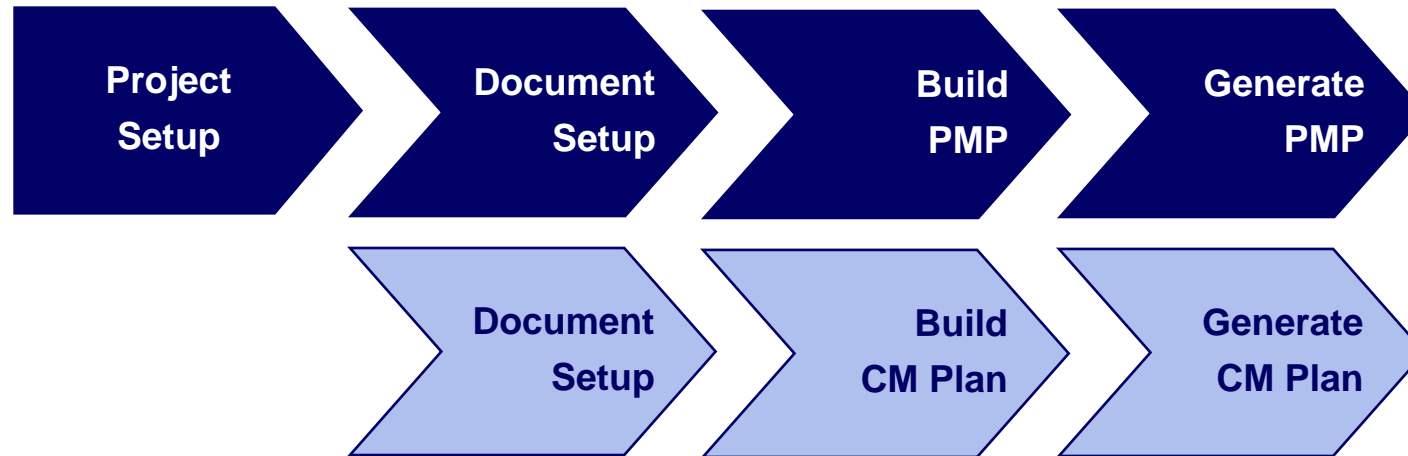 Project
Setup
Document
Setup
Build
PMP
Generate
PMP
Document
Setup
Build
CM Plan
Generate
CM Plan